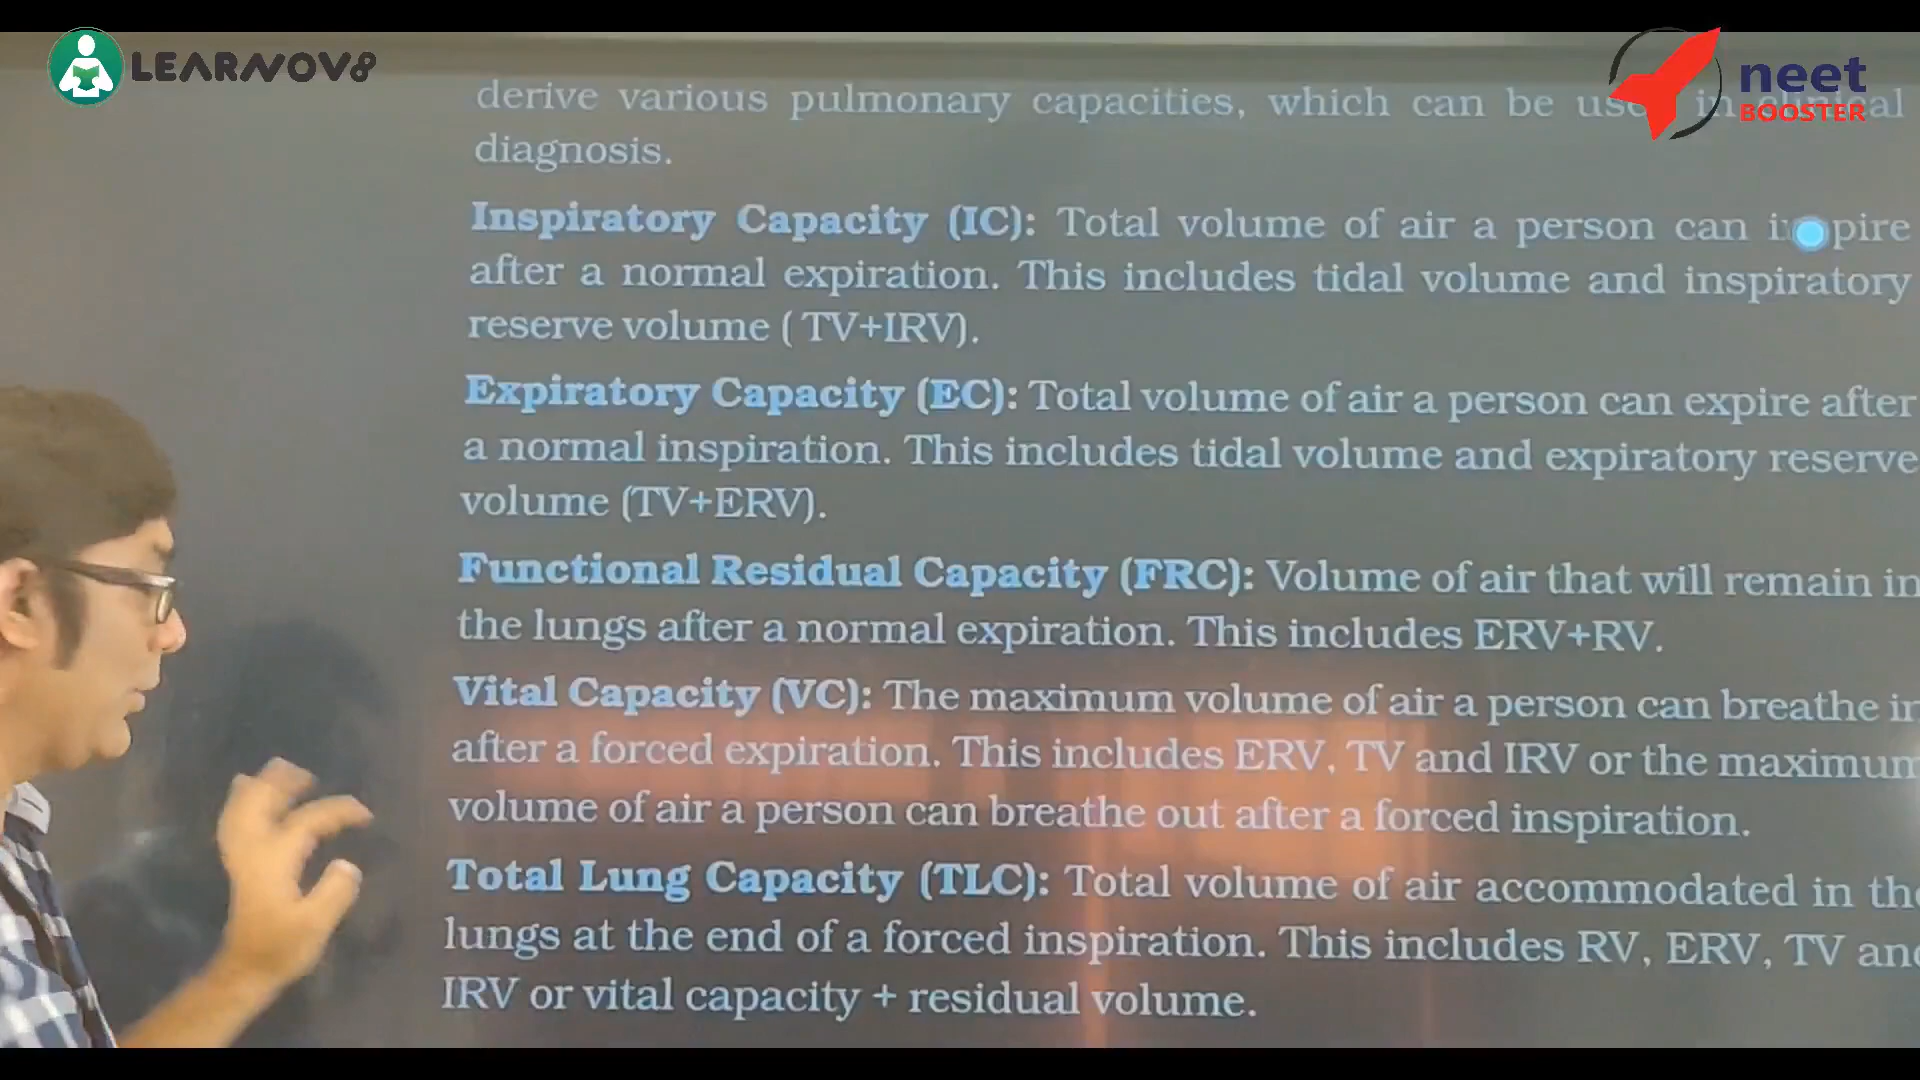 LEARNOV8
neet
BOOSTER
derive various pulmonary capacities, which can be in clinical
diagnosis.
Inspiratory Capacity (IC): Total volume of air a person can
after a normal expiration. This includes tidal volume and inspiratory
reserve volume ( TV+IRV).
Expiratory Capacity (EC): Total volume of air a person can expire after
a normal inspiration. This includes tidal volume and expiratory reserve
volume (TV+ERV).
Functional Residual Capacity (FRC): Volume of air that will remain in
the lungs after a normal expiration. This includes ERV+RV.
Vital Capacity (VC): The maximum volume of air a person can breathe in
after a forced expiration. This includes ERV, TV and IRV or the maximum
volume of air a person can breathe out after a forced inspiration.
Total Lung Capacity (TLC): Total volume of air accommodated in the
lungs at the end of a forced inspiration. This includes RV, ERV, TV and
IRV or vital capacity + residual volume.